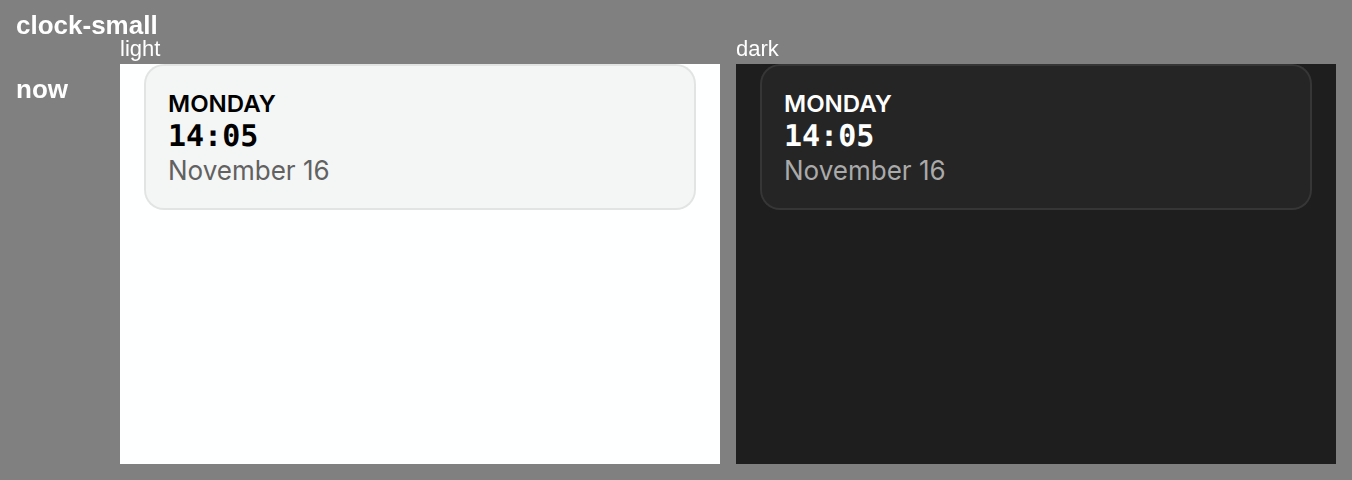 clock-small
light
dark
now
MONDAY
14:05
November 16
MONDAY
14:05
November 16